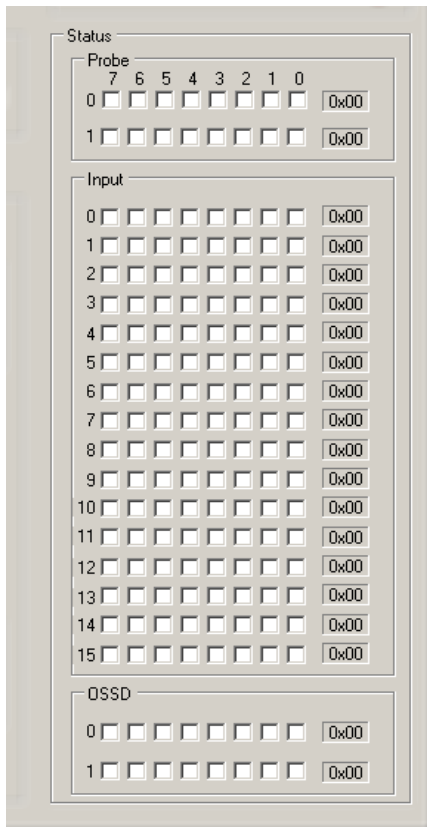 Status
Probe
7 6 5 4 3 2 1 0
0 0x00
1 0x00
Input
0 0x00
1 0x00
2 0x00
3 0x00
4 0x00
5 0x00
6 0x00
7 0x00
8 0x00
9 0x00
10 0x00
11 0x00
12 0x00
13 0x00
14 0x00
15 0x00
OSSD
0 0x00
1 0x00